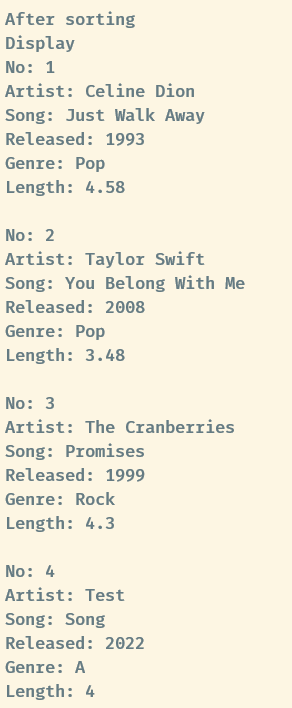 After sorting
Display
No: 1
Artist: Celine Dion
Song: Just Walk Away
Released: 1993
Genre: Pop
Length: 4.58

No: 2
Artist: Taylor Swift
Song: You Belong With Me
Released: 2008
Genre: Pop
Length: 3.48

No: 3
Artist: The Cranberries
Song: Promises
Released: 1999
Genre: Rock
Length: 4.3

No: 4
Artist: Test
Song: Song
Released: 2022
Genre: A
Length: 4